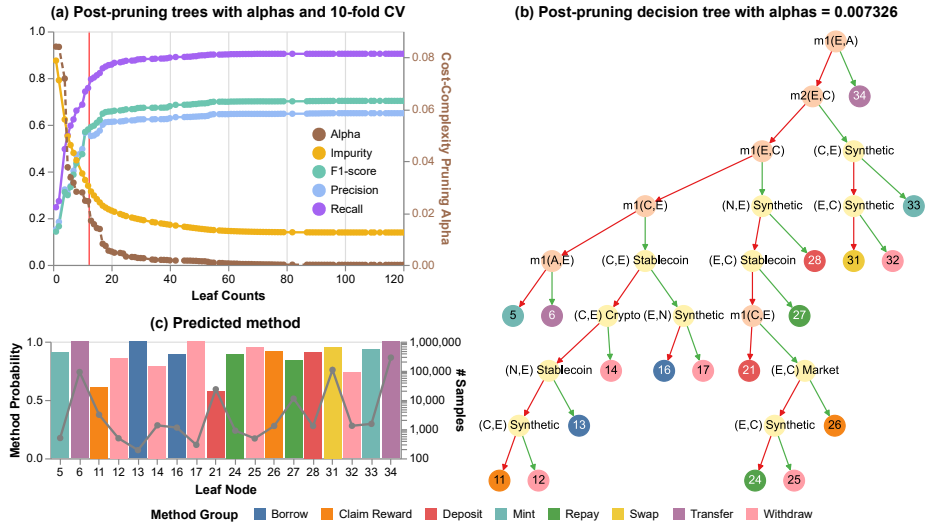 (a) Post-pruning trees with alphas and 10-fold CV
1.0
0.8
0.6
0.4
0.2
0.0
0.08
0.06
0.04
0.02
0.00
Cost-Complexity Pruning Alpha
Alpha
Impurity
F1-score
Precision
Recall
0 20 40 60 80 100 120
Leaf Counts
(c) Predicted method
Method Probability
1.0
0.5
0.0
1,000,000
100,000
10,000
1,000
100
# Samples
5 6 11 12 13 14 16 17 21 24 25 26 27 28 31 32 33 34
Leaf Node
(b) Post-pruning decision tree with alphas = 0.007326
m1(E,A)
m2(E,C) 34
m1(E,C) (C,E) Synthetic
m1(C,E) (N,E) Synthetic (E,C) Synthetic 33
m1(A,E) (C,E) Stablecoin (E,C) Stablecoin 28 31 32
5 6 (C,E) Crypto (E,N) Synthetic m1(C,E) 27
(N,E) Stablecoin 14 16 17 21 (E,C) Market
(C,E) Synthetic 13 (E,C) Synthetic 26
11 12 24 25
Method Group Borrow Claim Reward Deposit Mint Repay Swap Transfer Withdraw